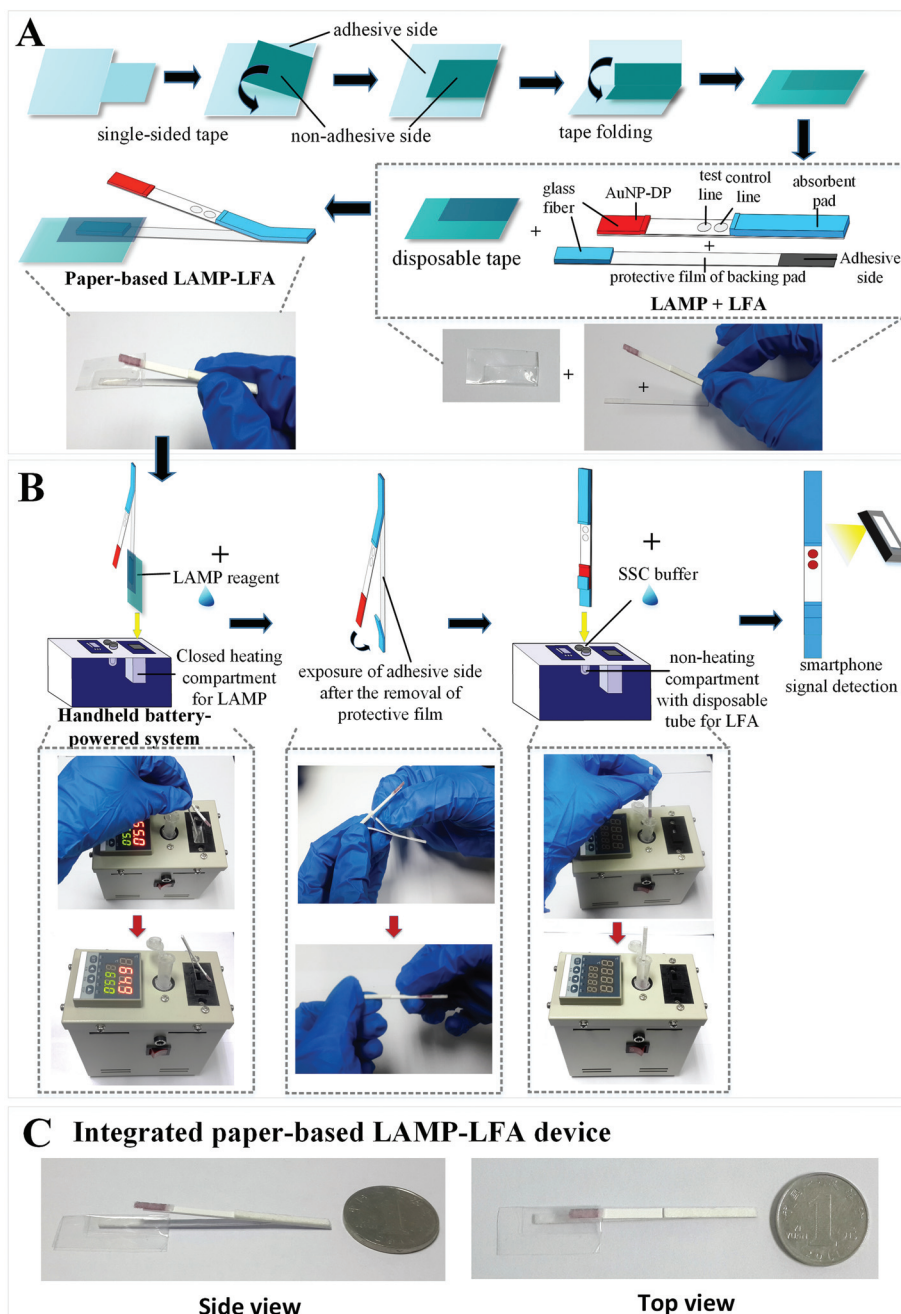 A
adhesive side
single-sided tape
non-adhesive side
tape folding
glass
fiber
AuNP-DP
test
line
control
line
absorbent
pad
disposable tape
+
+
protective film of backing pad
Adhesive
side
LAMP + LFA
Paper-based LAMP-LFA
+
+
B
+
LAMP reagent
Closed heating
compartment
for LAMP
Handheld battery-
powered system
exposure of adhesive side
after the removal of
protective film
+
SSC buffer
non-heating
compartment
with disposable
tube for LFA
smartphone
signal detection
C Integrated paper-based LAMP-LFA device
Side view
Top view